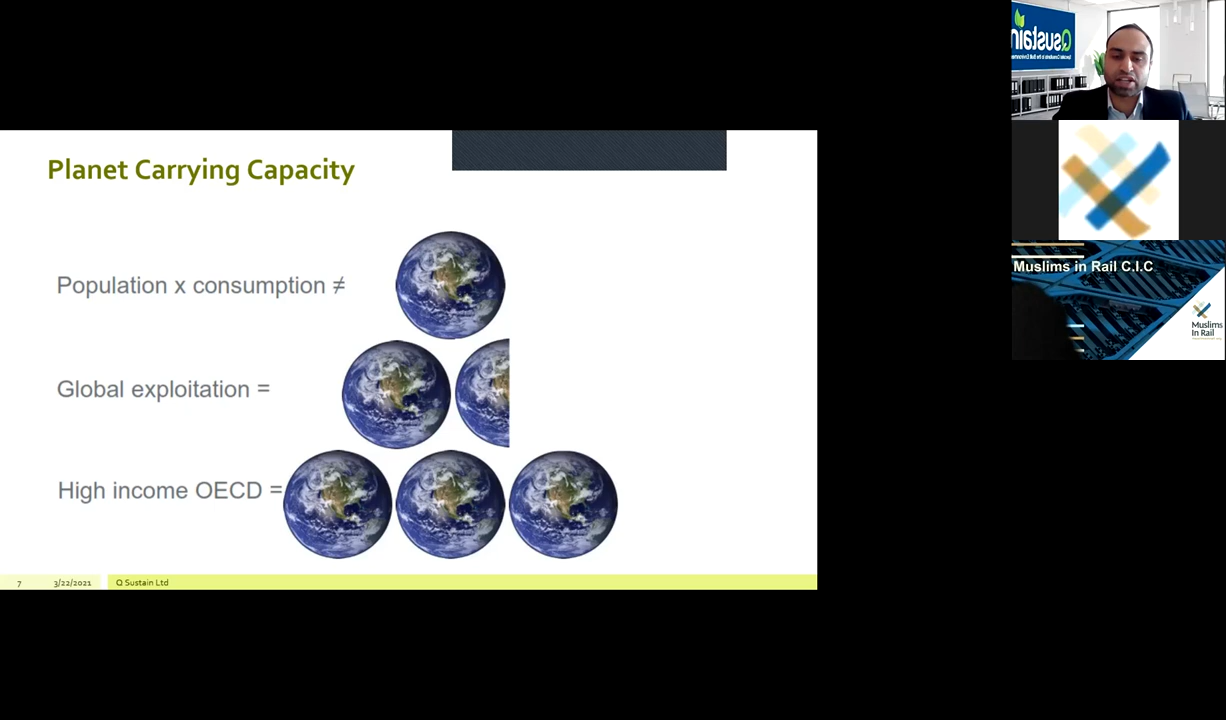 Planet Carrying Capacity
Population x consumption ≠
Global exploitation =
High income OECD =
7 3/22/2021 Q Sustain Ltd
Qsustain
Muslims in Rail C.I.C
Muslims
In Rail